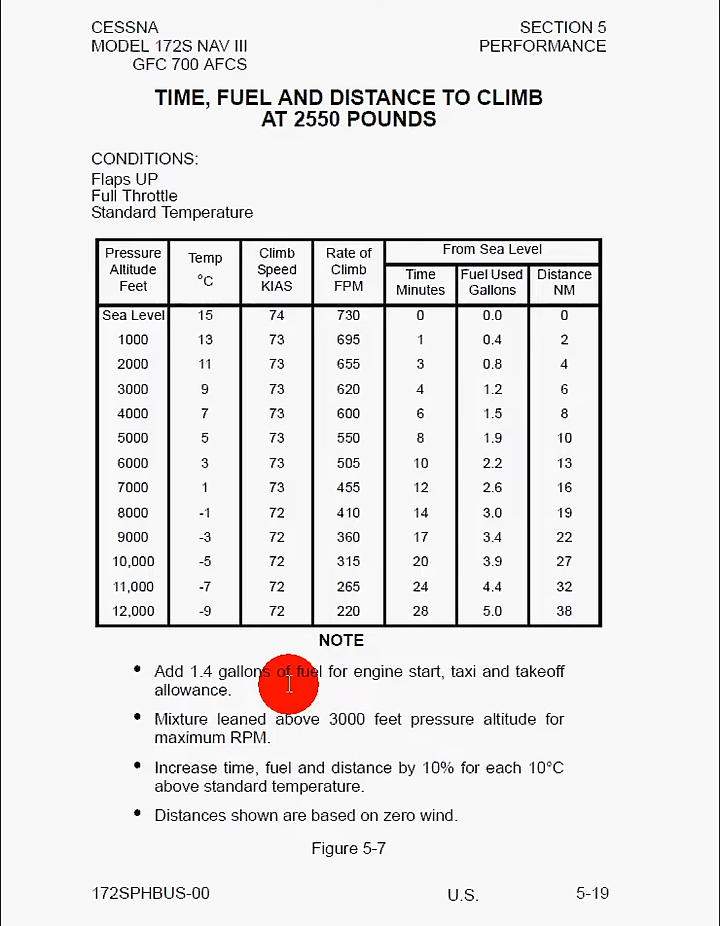 CESSNA
MODEL 172S NAV III
GFC 700 AFCS
SECTION 5
PERFORMANCE
TIME, FUEL AND DISTANCE TO CLIMB
AT 2550 POUNDS
CONDITIONS:
Flaps UP
Full Throttle
Standard Temperature
Pressure Altitude Feet | Temp °C | Climb Speed KIAS | Rate of Climb FPM | From Sea Level
Time Minutes | Fuel Used Gallons | Distance NM
Sea Level 15 74 730 0 0.0 0
1000 13 73 695 1 0.4 2
2000 11 73 655 3 0.8 4
3000 9 73 620 4 1.2 6
4000 7 73 600 6 1.5 8
5000 5 73 550 8 1.9 10
6000 3 73 505 10 2.2 13
7000 1 73 455 12 2.6 16
8000 -1 72 410 14 3.0 19
9000 -3 72 360 17 3.4 22
10,000 -5 72 315 20 3.9 27
11,000 -7 72 265 24 4.4 32
12,000 -9 72 220 28 5.0 38
NOTE
• Add 1.4 gallons of fuel for engine start, taxi and takeoff
allowance.
• Mixture leaned above 3000 feet pressure altitude for
maximum RPM.
• Increase time, fuel and distance by 10% for each 10°C
above standard temperature.
• Distances shown are based on zero wind.
Figure 5-7
172SPHBUS-00
U.S.
5-19